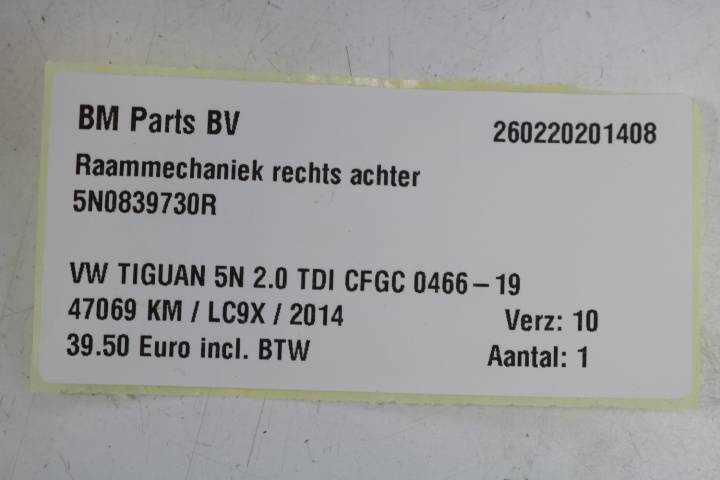 BM Parts BV 260220201408
Raammechaniek rechts achter
5N0839730R
VW TIGUAN 5N 2.0 TDI CFGC 0466-19
47069 KM / LC9X / 2014 Verz: 10
39.50 Euro incl. BTW Aantal: 1